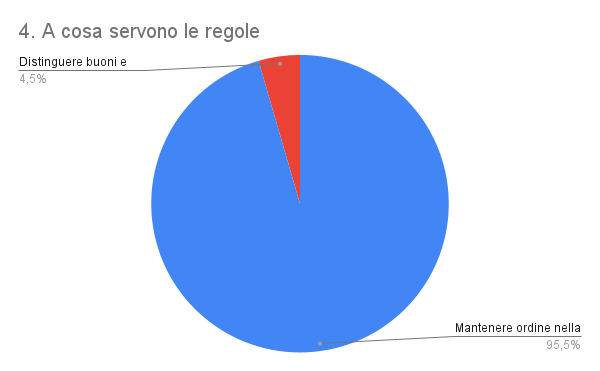 4. A cosa servono le regole
Distinguere buoni e
4,5%
Mantenere ordine nella
95,5%